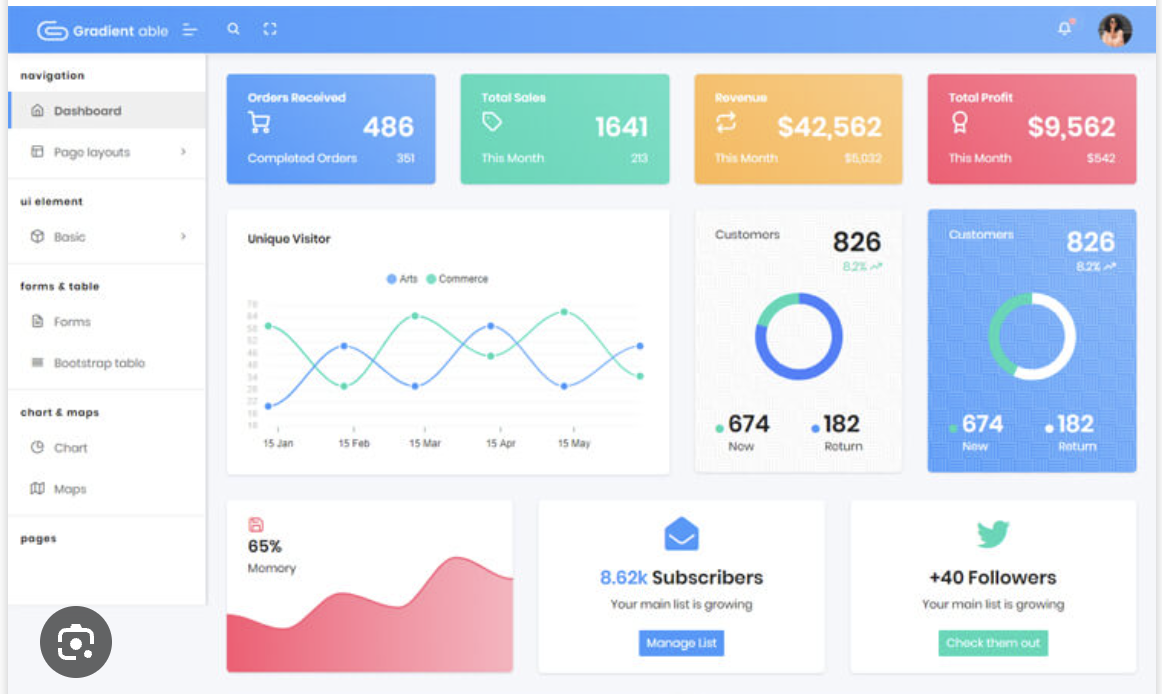 Gradient able
navigation
Dashboard
Page layouts
ui element
Basic
forms & table
Forms
Bootstrap table
chart & maps
Chart
Maps
pages
Orders Received
486
Completed Orders 351
Total Sales
1641
This Month 213
Revenue
$42,562
This Month $5,032
Total Profit
$9,562
This Month $542
Unique Visitor
Arts Commerce
64
58
52
46
40
34
28
22
16
10
15 Jan 15 Feb 15 Mar 15 Apr 15 May
Customers 826
8.2%
674 182
New Return
Customers 826
8.2%
674 182
New Return
65%
Memory
8.62k Subscribers
Your main list is growing
Manage List
+40 Followers
Your main list is growing
Check them out